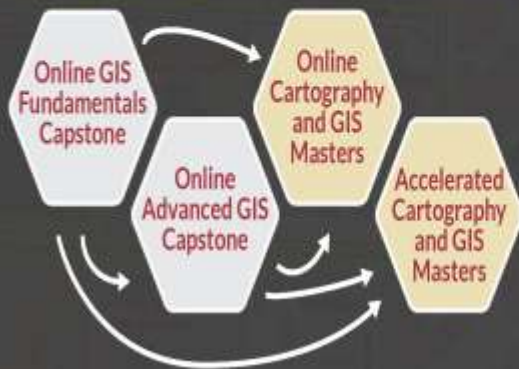 Online GIS
Fundamentals
Capstone
Online
Advanced GIS
Capstone
Online
Cartography
and GIS
Masters
Accelerated
Cartography
and GIS
Masters